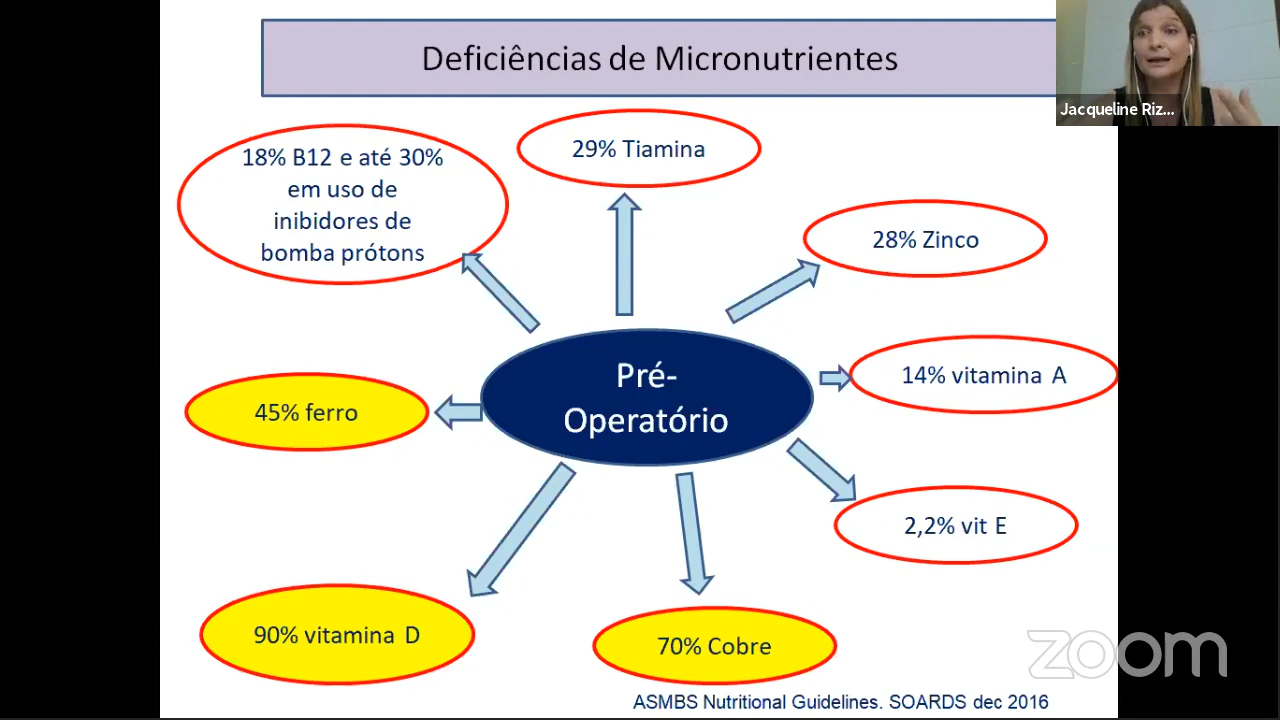 Deficiências de Micronutrientes
Jacqueline Riz...
18% B12 e até 30%
em uso de
inibidores de
bomba prótons
29% Tiamina
28% Zinco
14% vitamina A
Pré-
Operatório
45% ferro
2,2% vit E
90% vitamina D
70% Cobre
zoom
ASMBS Nutritional Guidelines. SOARDS dec 2016